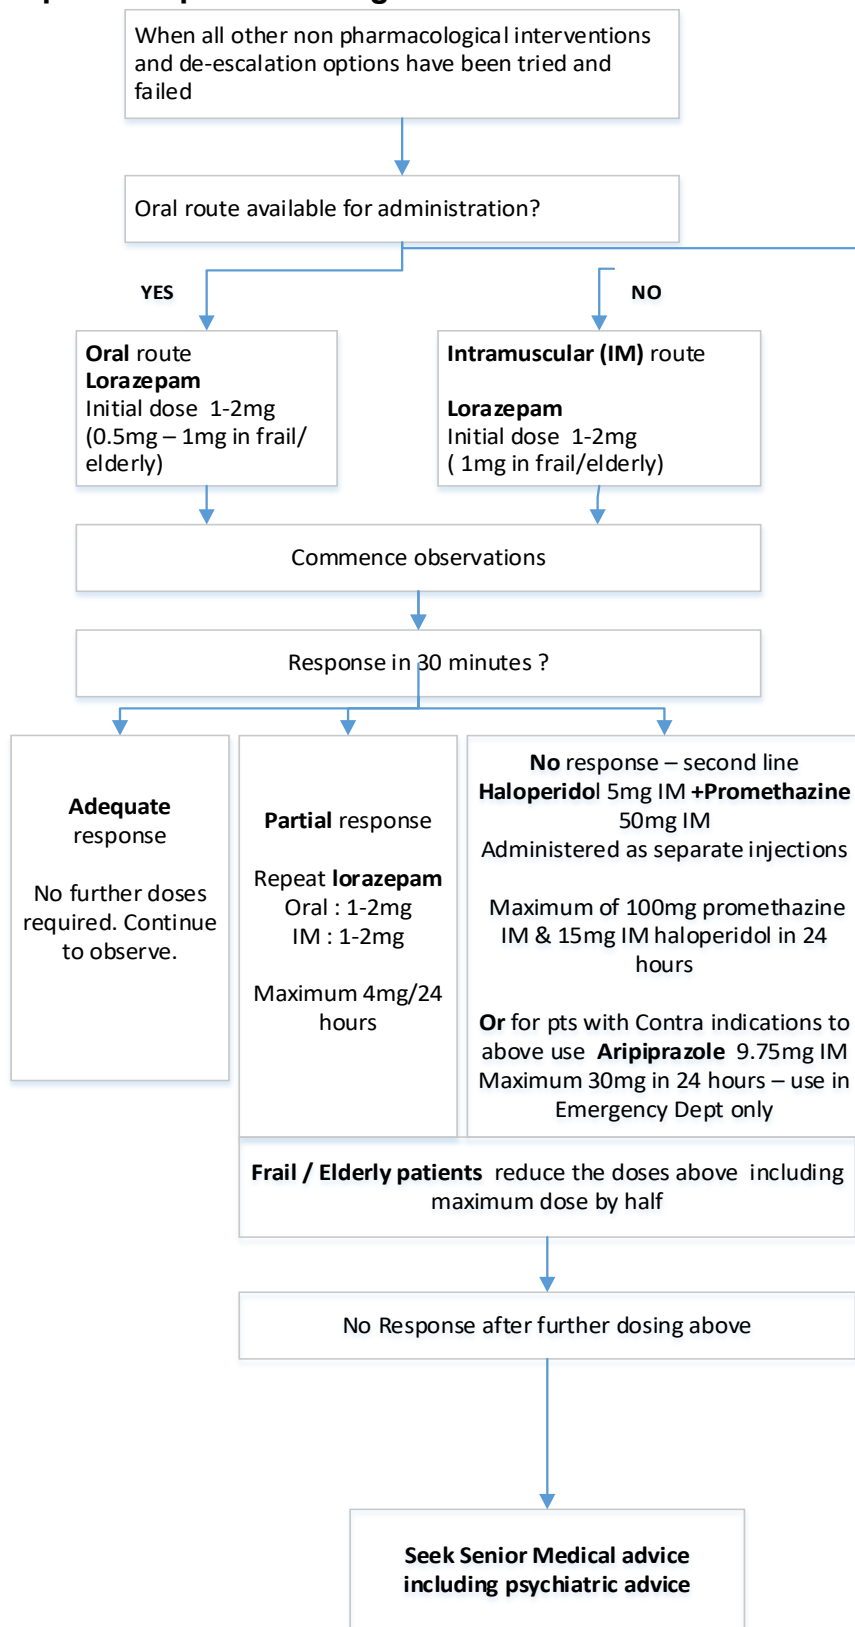 When all other non pharmacological interventions
and de-escalation options have been tried and
failed
Oral route available for administration?
YES
NO
Oral route
Lorazepam
Initial dose 1-2mg
(0.5mg – 1mg in frail/
elderly)
Intramuscular (IM) route
Lorazepam
Initial dose 1-2mg
( 1mg in frail/elderly)
Commence observations
Response in 30 minutes ?
Adequate
response
No further doses
required. Continue
to observe.
Partial response
Repeat lorazepam
Oral : 1-2mg
IM : 1-2mg
Maximum 4mg/24
hours
No response – second line
Haloperidol 5mg IM +Promethazine
50mg IM
Administered as separate injections
Maximum of 100mg promethazine
IM & 15mg IM haloperidol in 24
hours
Or for pts with Contra indications to
above use Aripiprazole 9.75mg IM
Maximum 30mg in 24 hours – use in
Emergency Dept only
Frail / Elderly patients reduce the doses above including
maximum dose by half
No Response after further dosing above
Seek Senior Medical advice
including psychiatric advice